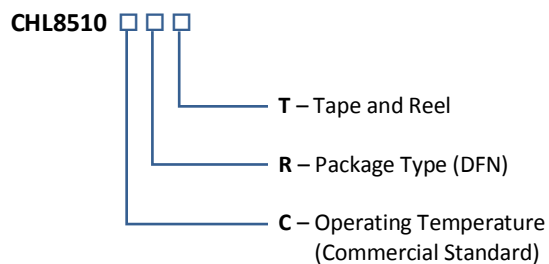 CHL8510 □ □ □
T – Tape and Reel
R – Package Type (DFN)
C – Operating Temperature
(Commercial Standard)